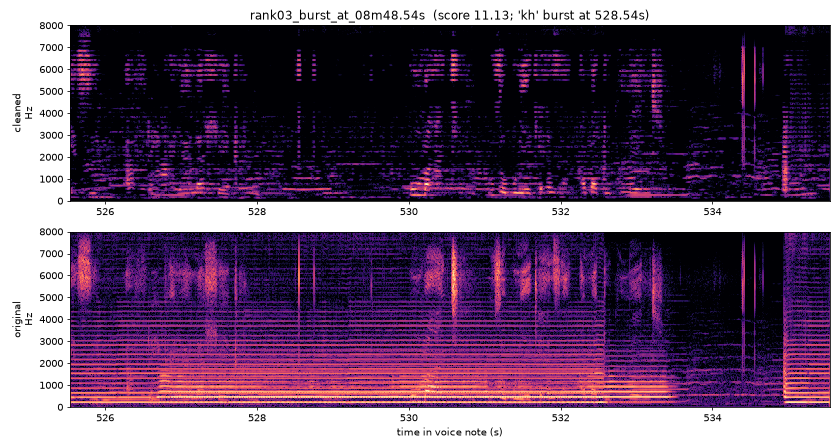 rank03_burst_at_08m48.54s (score 11.13; 'kh' burst at 528.54s)
8000
7000
6000
5000
4000
3000
2000
1000
0
cleaned
Hz
526 528 530 532 534
8000
7000
6000
5000
4000
3000
2000
1000
0
original
Hz
526 528 530 532 534
time in voice note (s)